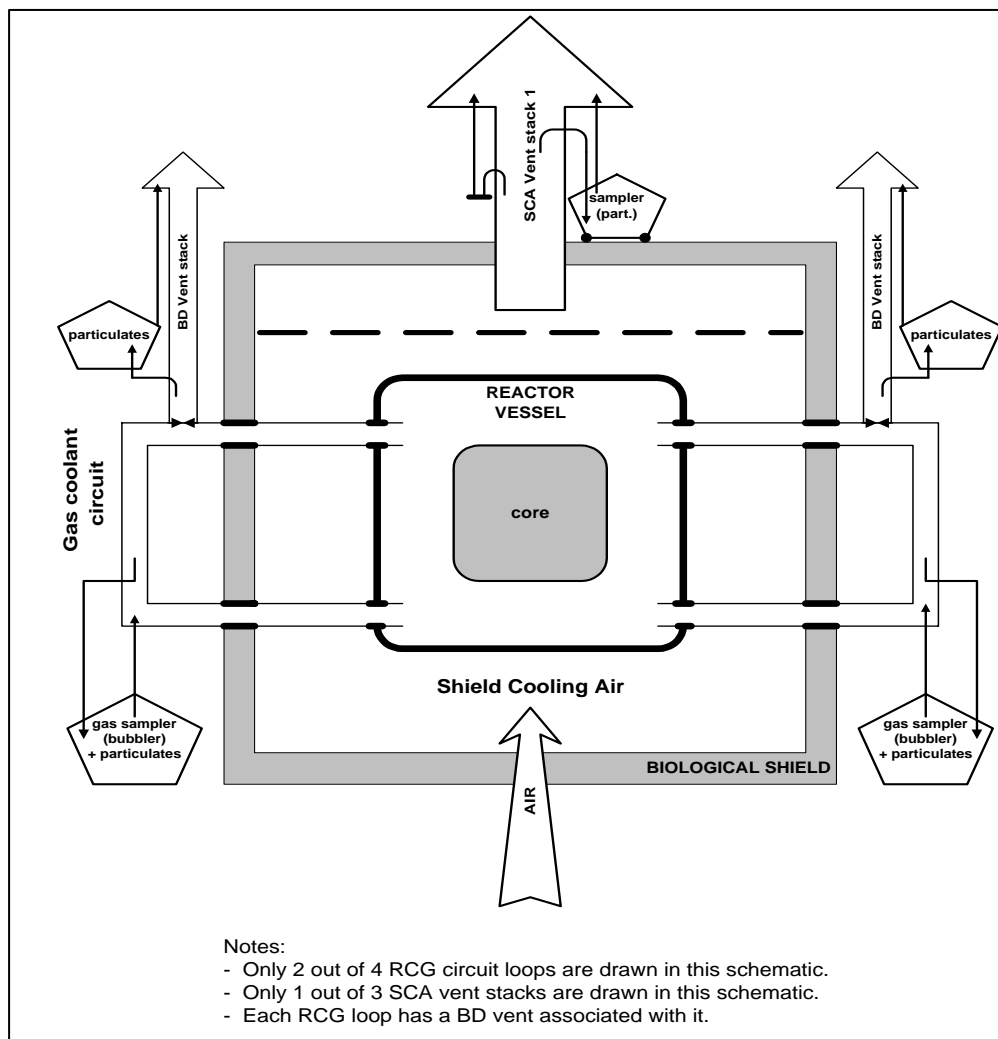 SCA Vent stack 1
sampler
(part.)
BD Vent stack
BD Vent stack
particulates
particulates
REACTOR
VESSEL
Gas coolant
circuit
core
Shield Cooling Air
gas sampler
(bubbler)
+ particulates
gas sampler
(bubbler)
+ particulates
BIOLOGICAL SHIELD
AIR
Notes:
- Only 2 out of 4 RCG circuit loops are drawn in this schematic.
- Only 1 out of 3 SCA vent stacks are drawn in this schematic.
- Each RCG loop has a BD vent associated with it.